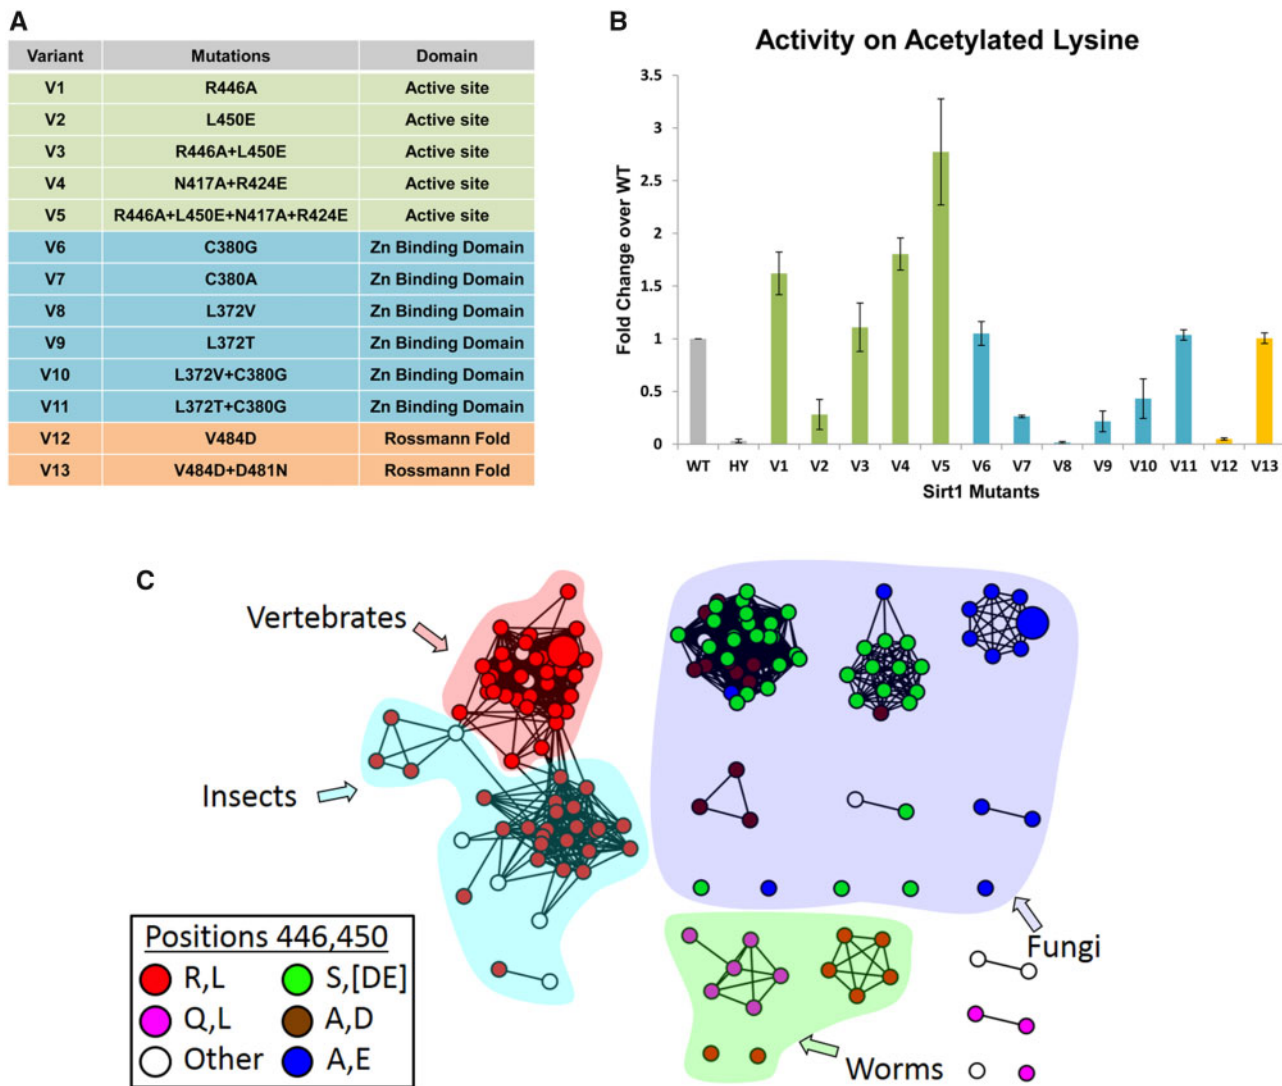 A
Variant Mutations Domain
V1 R446A Active site
V2 L450E Active site
V3 R446A+L450E Active site
V4 N417A+R424E Active site
V5 R446A+L450E+N417A+R424E Active site
V6 C380G Zn Binding Domain
V7 C380A Zn Binding Domain
V8 L372V Zn Binding Domain
V9 L372T Zn Binding Domain
V10 L372V+C380G Zn Binding Domain
V11 L372T+C380G Zn Binding Domain
V12 V484D Rossmann Fold
V13 V484D+D481N Rossmann Fold
B
Activity on Acetylated Lysine
Fold Change over WT
3.5
3
2.5
2
1.5
1
0.5
0
WT HY V1 V2 V3 V4 V5 V6 V7 V8 V9 V10 V11 V12 V13
Sirt1 Mutants
C
Vertebrates
Insects
Fungi
Worms
Positions 446,450
R,L S,[DE]
Q,L A,D
Other A,E